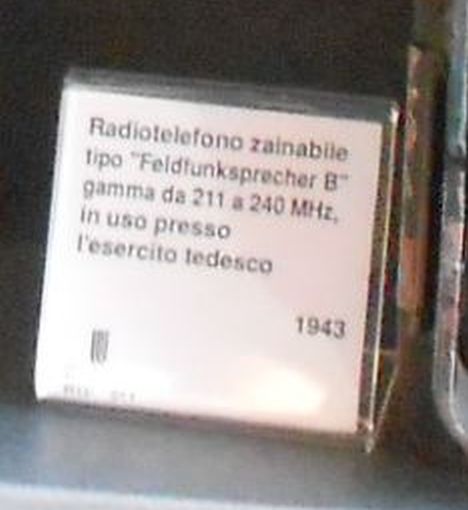 Radiotelefono zainabile
tipo "Feldfunksprecher B"
gamma da 211 a 240 MHz,
in uso presso
l'esercito tedesco
1943